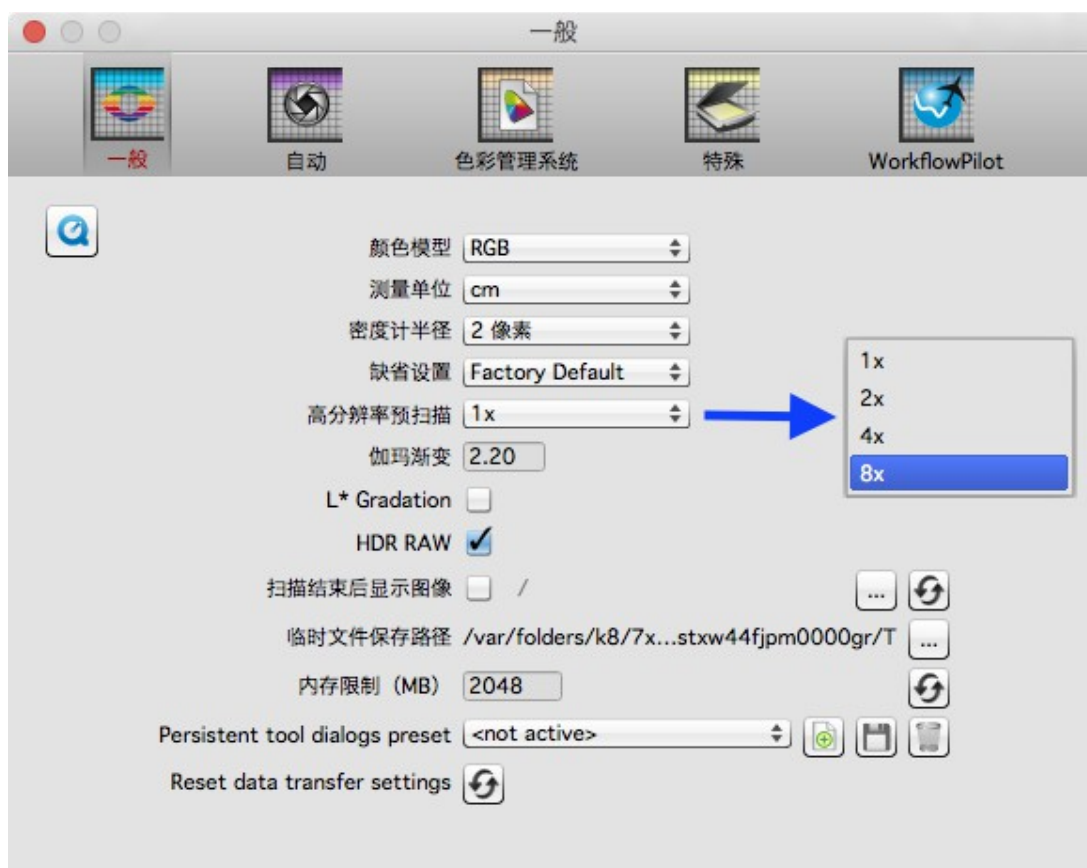 一般
一般
自动
色彩管理系统
特殊
WorkflowPilot
颜色模型 RGB
测量单位 cm
密度计半径 2 像素
缺省设置 Factory Default
高分辨率预扫描 1x
1x
2x
4x
8x
伽玛渐变 2.20
L* Gradation
HDR RAW
扫描结束后显示图像 / ...
临时文件保存路径 /var/folders/k8/7x...stxw44fjpm0000gr/T ...
内存限制（MB） 2048
Persistent tool dialogs preset <not active>
Reset data transfer settings